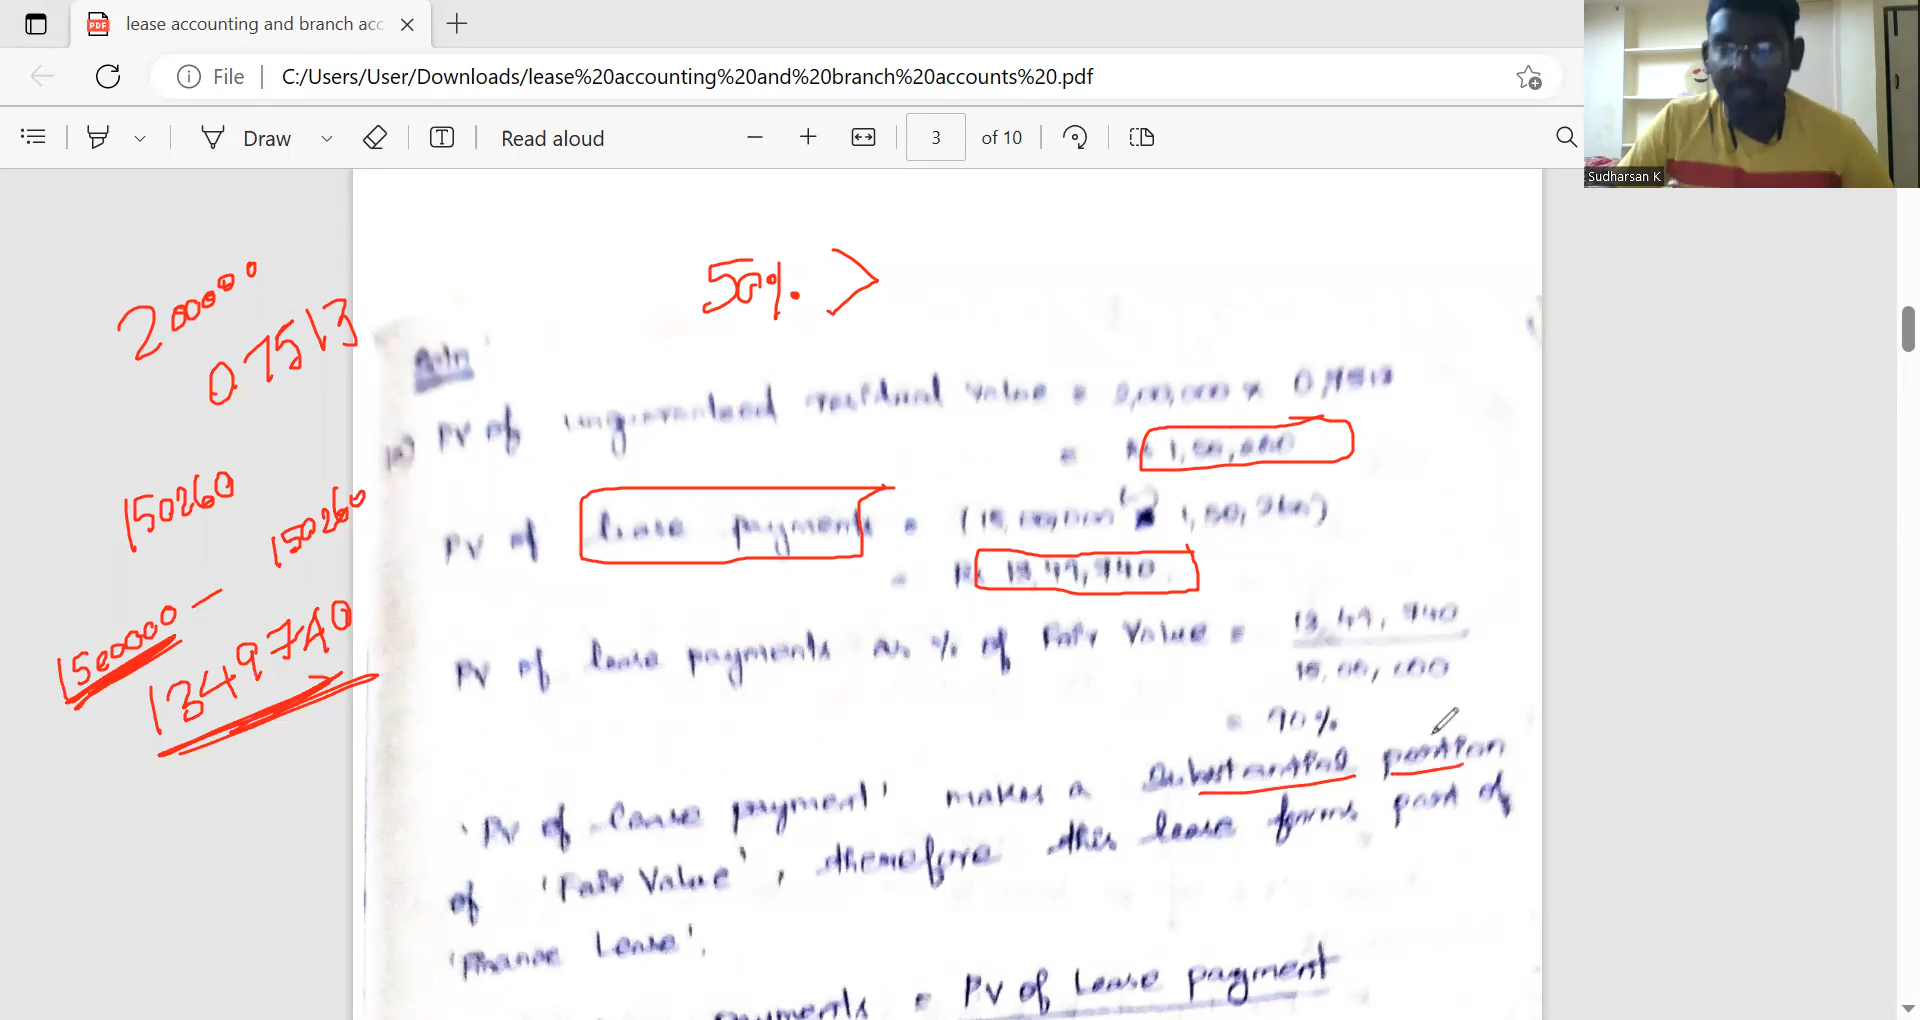 lease accounting and branch acc
File C:/Users/User/Downloads/lease%20accounting%20and%20branch%20accounts%20.pdf
Draw Read aloud 3 of 10
Sudharsan K
50% >
200000
0.7513
150260
150260
1500000 -
1349740
Soln
PV of unguaranteed residual value = 2,00,000 × 0.7513
= Rs 1,50,260
PV of lease payments = (15,00,000 - 1,50,260)
= Rs 13,49,740
PV of lease payments as % of Fair Value = 13,49,740
15,00,000
= 90%
'PV of lease payment' makes a substantial portion
of 'Fair Value', therefore this lease forms part of
'Finance Lease'.
payments = PV of Lease payment